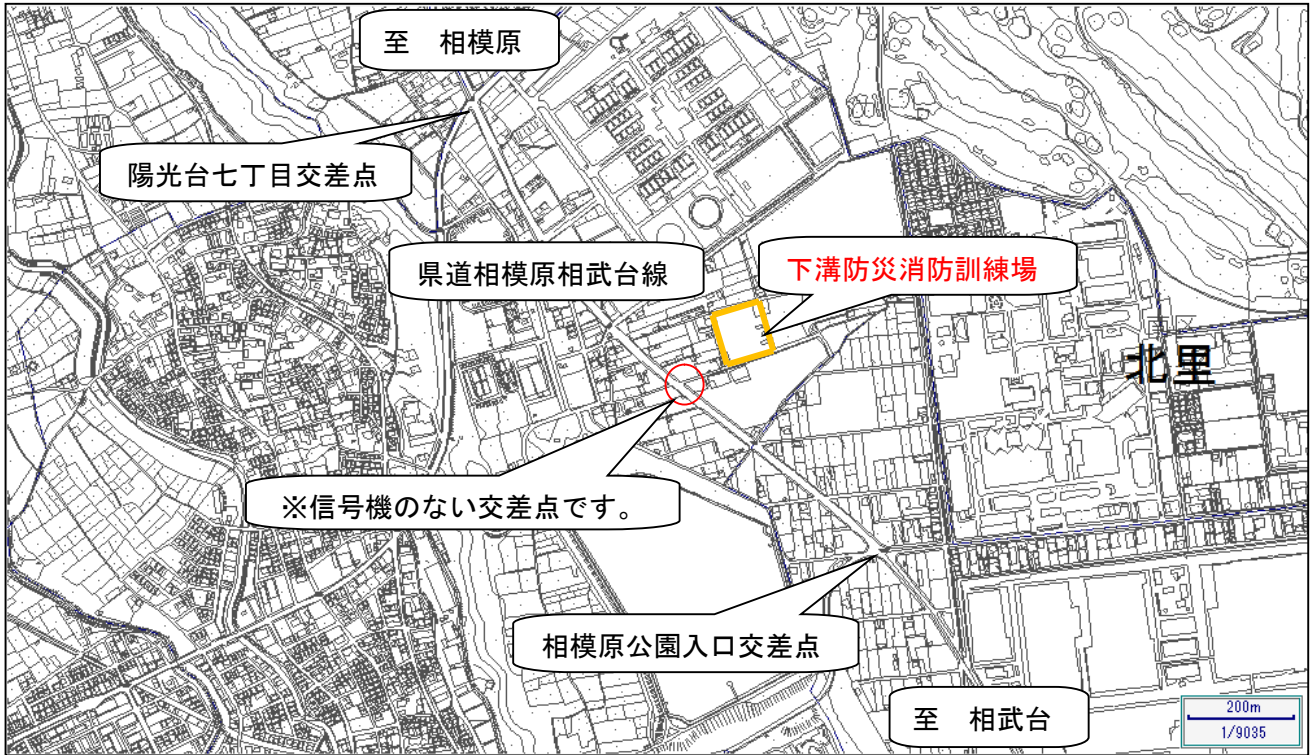 至　相模原
陽光台七丁目交差点
県道相模原相武台線
下溝防災消防訓練場
北里
※信号機のない交差点です。
相模原公園入口交差点
至　相武台
200m
1/9035